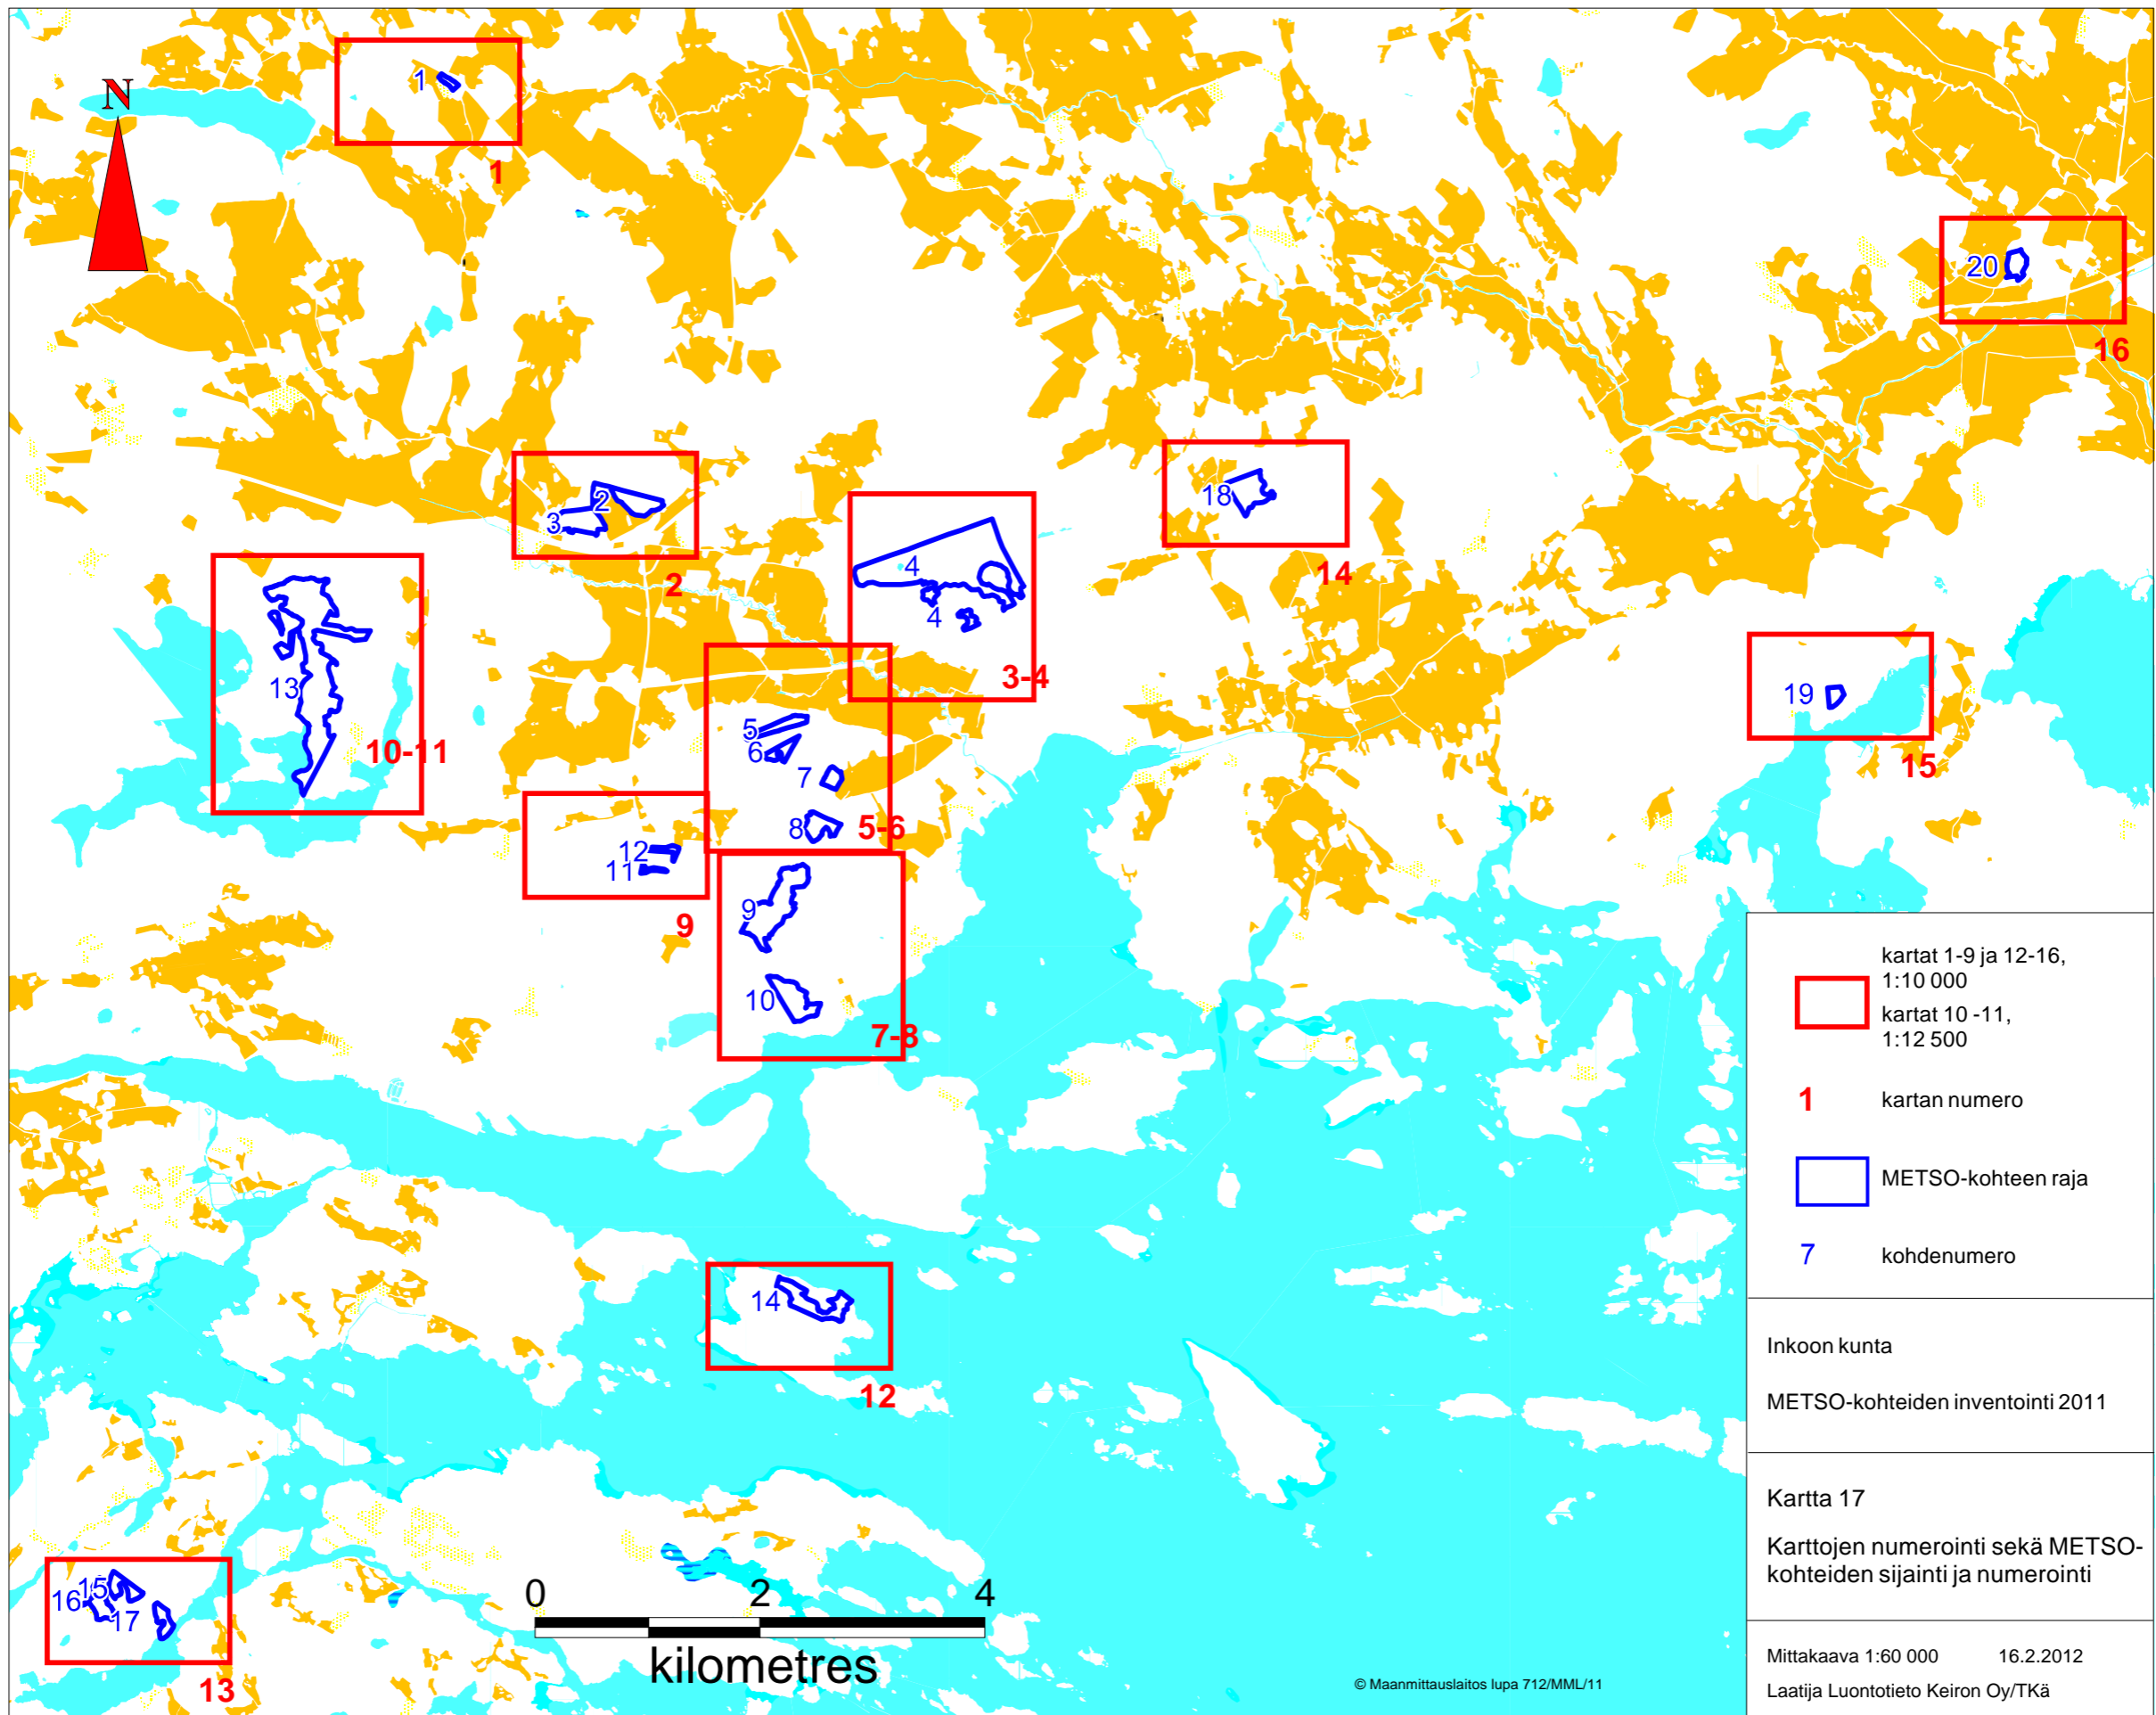 N
1
1
20
16
2
3
2
18
14
4
4
3-4
13
10-11
19
15
5
6
7
8
5-6
12
11
9
9
10
7-8
kartat 1-9 ja 12-16,
1:10 000
kartat 10 -11,
1:12 500
1 kartan numero
METSO-kohteen raja
7 kohdenumero
14
12
Inkoon kunta
METSO-kohteiden inventointi 2011
Kartta 17
Karttojen numerointi sekä METSO-
kohteiden sijainti ja numerointi
15
16
17
13
0 2 4
kilometres
© Maanmittauslaitos lupa 712/MML/11
Mittakaava 1:60 000 16.2.2012
Laatija Luontotieto Keiron Oy/TKä